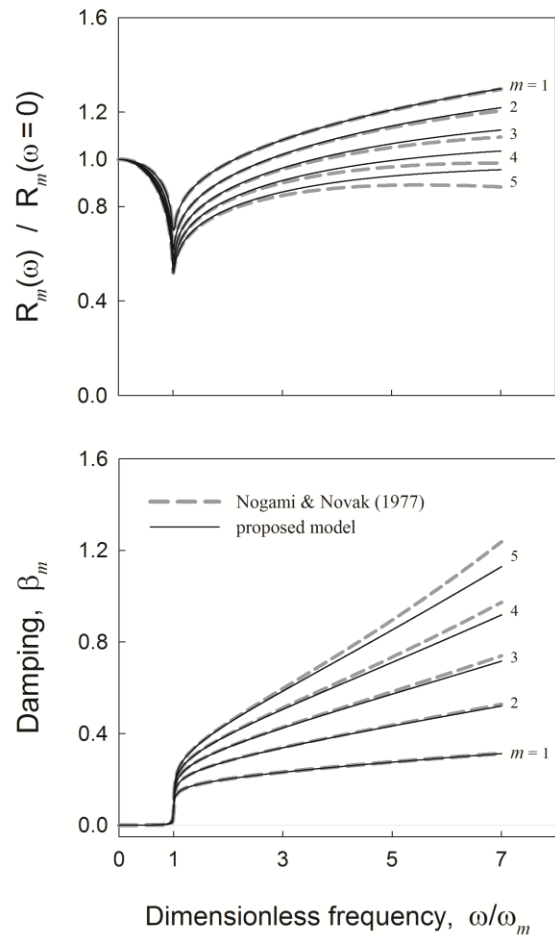 1.6
1.2
0.8
0.4
0.0
R_m(ω) / R_m(ω = 0)
m = 1
2
3
4
5
1.6
1.2
0.8
0.4
0.0
Damping, β_m
Nogami & Novak (1977)
proposed model
5
4
3
2
m = 1
0 1 3 5 7
Dimensionless frequency, ω/ω_m